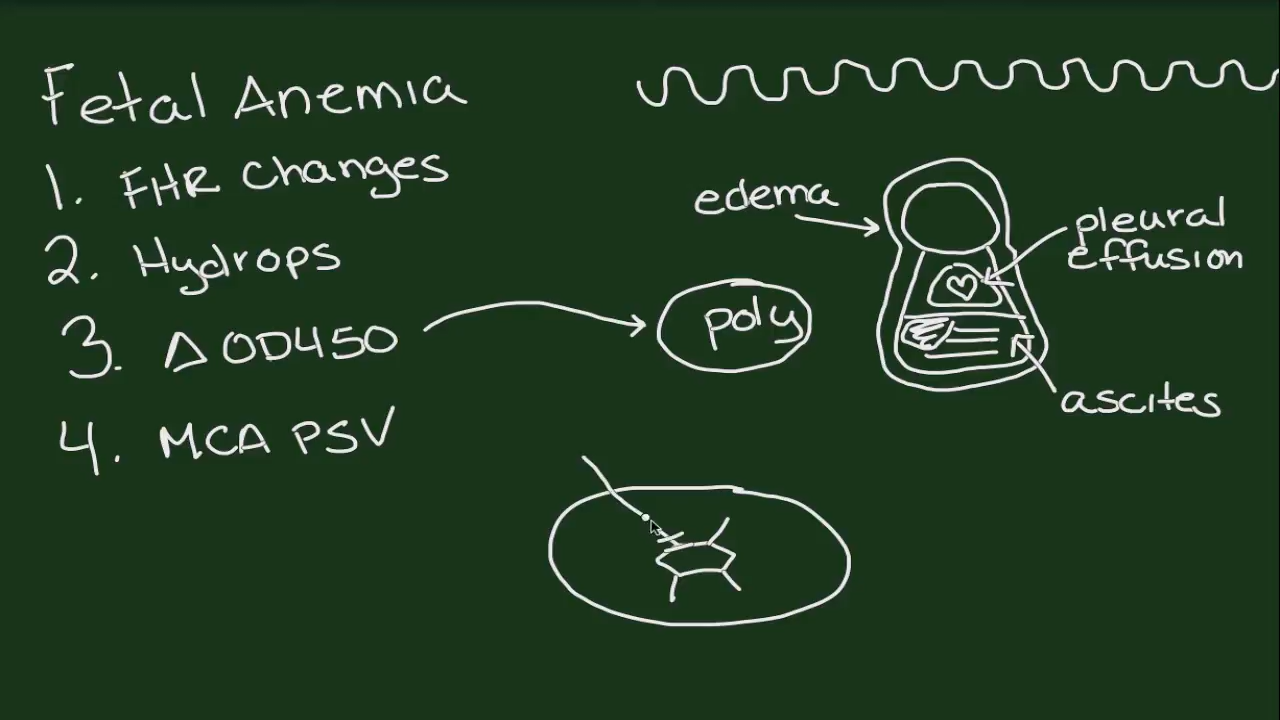 Fetal Anemia
1. FHR Changes
2. Hydrops
3. Δ OD450
4. MCA PSV
edema
pleural
effusion
poly
ascites